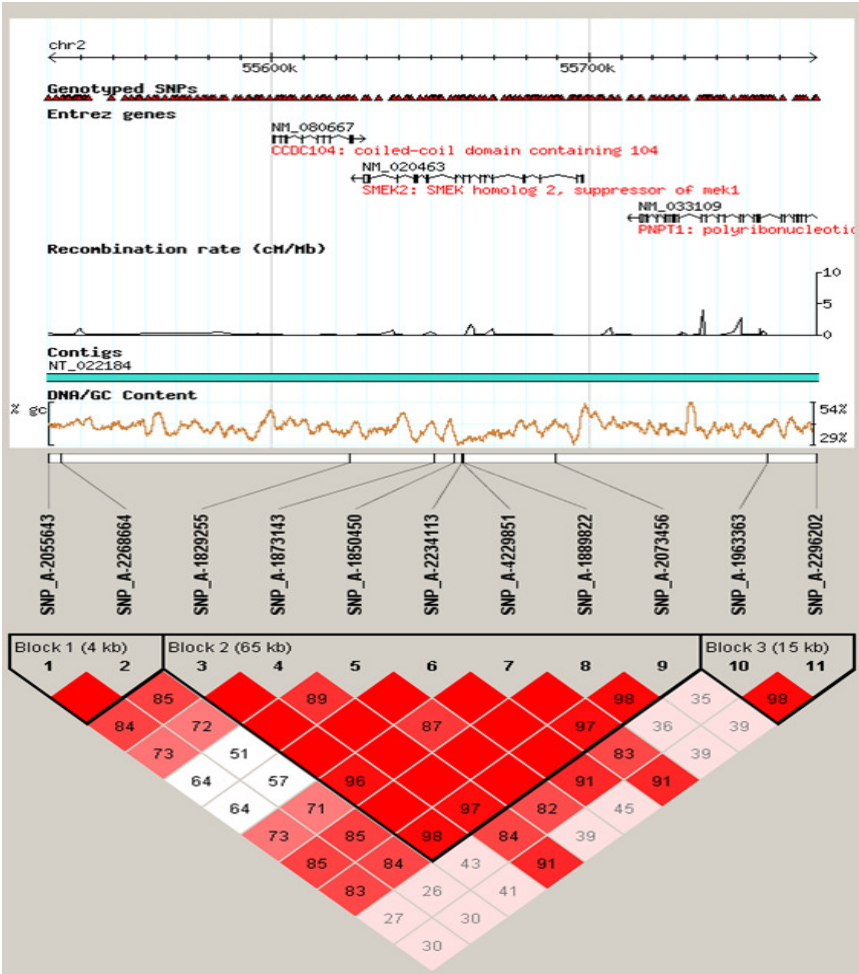 chr2
55600k 55700k
Genotyped SNPs
Entrez genes
NM_080667
CCDC104: coiled-coil domain containing 104
NM_020463
SMEK2: SMEK homolog 2, suppressor of mek1
NM_033109
PNPT1: polyribonucleotic
Recombination rate (cM/Mb)
10
5
0
Contigs
NT_022184
DNA/GC Content
% gc
54%
29%
SNP_A-2055643
SNP_A-2268664
SNP_A-1829255
SNP_A-1873143
SNP_A-1850450
SNP_A-2234113
SNP_A-4229851
SNP_A-1889822
SNP_A-2073456
SNP_A-1963363
SNP_A-2296202
Block 1 (4 kb) Block 2 (65 kb) Block 3 (15 kb)
1 2 3 4 5 6 7 8 9 10 11
85 89 98 35 98
84 72 87 97 36 39
73 51 83 39
64 57 96 91 91
64 71 97 82 45
73 85 98 84 39
85 84 43 91
83 26 41
27 30
30